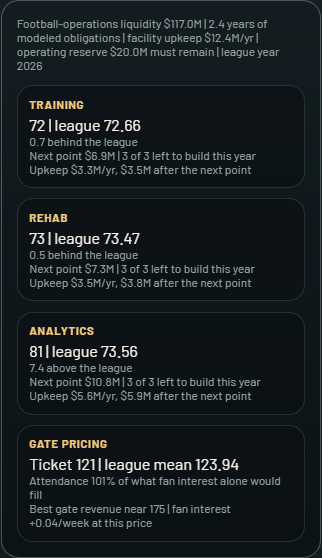 Football-operations liquidity $117.0M | 2.4 years of
modeled obligations | facility upkeep $12.4M/yr |
operating reserve $20.0M must remain | league year
2026
TRAINING
72 | league 72.66
0.7 behind the league
Next point $6.9M | 3 of 3 left to build this year
Upkeep $3.3M/yr, $3.5M after the next point
REHAB
73 | league 73.47
0.5 behind the league
Next point $7.3M | 3 of 3 left to build this year
Upkeep $3.5M/yr, $3.8M after the next point
ANALYTICS
81 | league 73.56
7.4 above the league
Next point $10.8M | 3 of 3 left to build this year
Upkeep $5.6M/yr, $5.9M after the next point
GATE PRICING
Ticket 121 | league mean 123.94
Attendance 101% of what fan interest alone would
fill
Best gate revenue near 175 | fan interest
+0.04/week at this price